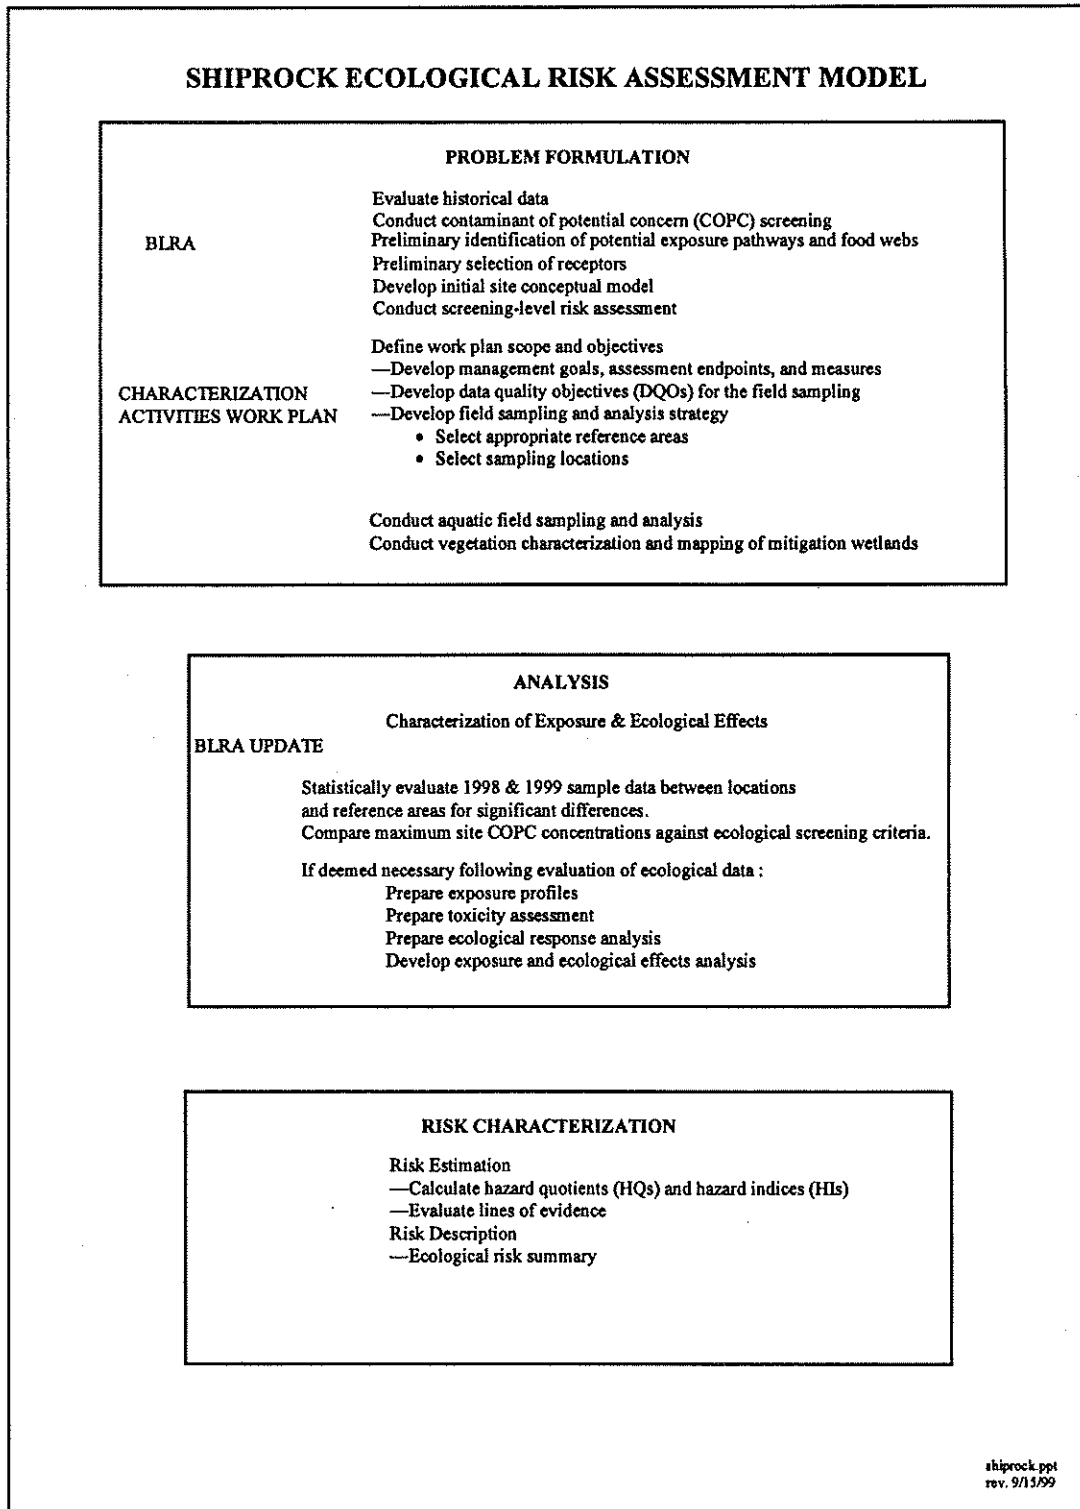 SHIPROCK ECOLOGICAL RISK ASSESSMENT MODEL
PROBLEM FORMULATION
BLRA
Evaluate historical data
Conduct contaminant of potential concern (COPC) screening
Preliminary identification of potential exposure pathways and food webs
Preliminary selection of receptors
Develop initial site conceptual model
Conduct screening-level risk assessment
CHARACTERIZATION
ACTIVITIES WORK PLAN
Define work plan scope and objectives
—Develop management goals, assessment endpoints, and measures
—Develop data quality objectives (DQOs) for the field sampling
—Develop field sampling and analysis strategy
• Select appropriate reference areas
• Select sampling locations
Conduct aquatic field sampling and analysis
Conduct vegetation characterization and mapping of mitigation wetlands
ANALYSIS
Characterization of Exposure & Ecological Effects
BLRA UPDATE
Statistically evaluate 1998 & 1999 sample data between locations
and reference areas for significant differences.
Compare maximum site COPC concentrations against ecological screening criteria.
If deemed necessary following evaluation of ecological data :
Prepare exposure profiles
Prepare toxicity assessment
Prepare ecological response analysis
Develop exposure and ecological effects analysis
RISK CHARACTERIZATION
Risk Estimation
—Calculate hazard quotients (HQs) and hazard indices (HIs)
—Evaluate lines of evidence
Risk Description
—Ecological risk summary
shiprock.ppt
rev. 9/15/99